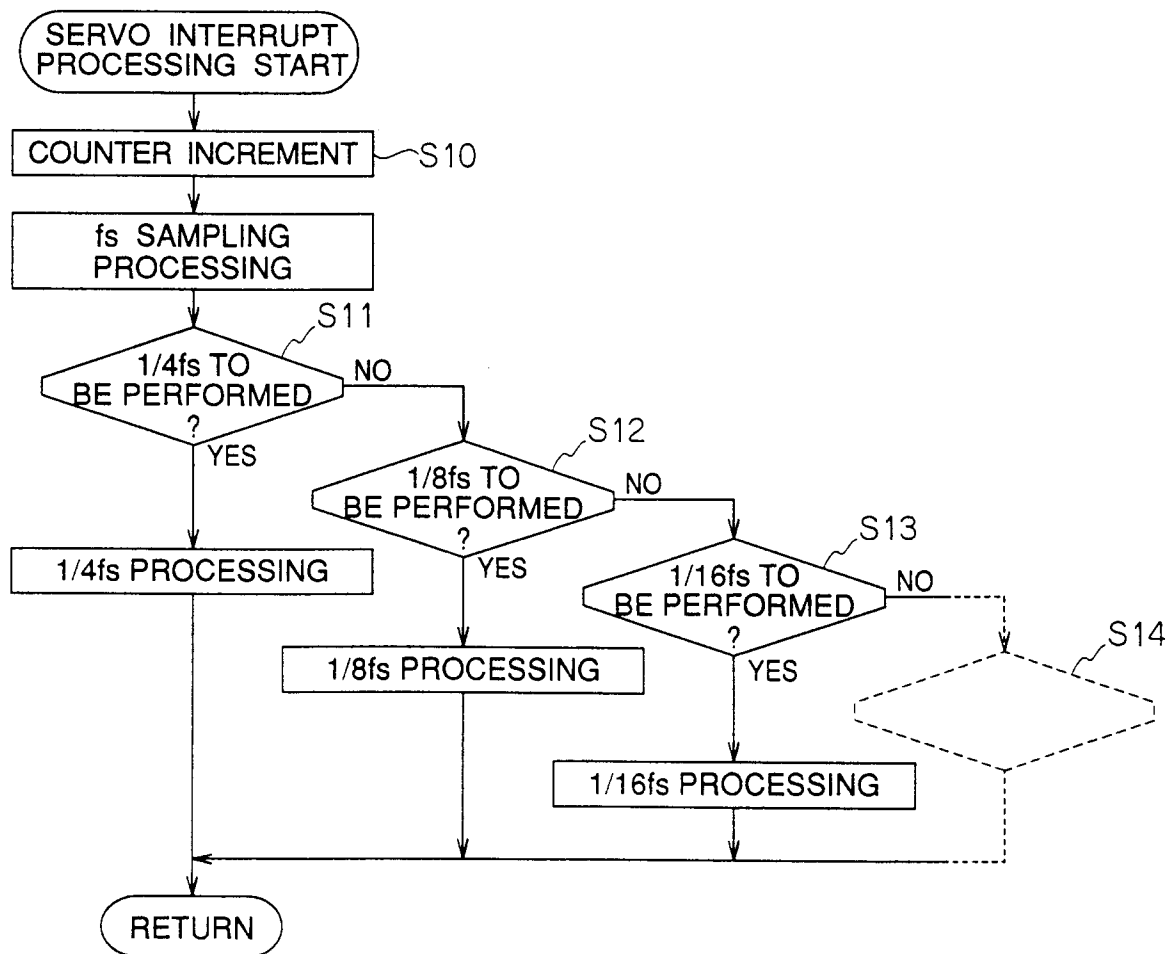 SERVO INTERRUPT
PROCESSING START
COUNTER INCREMENT
S10
fs SAMPLING
PROCESSING
S11
1/4fs TO
BE PERFORMED
?
NO
YES
S12
1/8fs TO
BE PERFORMED
?
NO
YES
S13
1/16fs TO
BE PERFORMED
?
NO
YES
S14
1/4fs PROCESSING
1/8fs PROCESSING
1/16fs PROCESSING
RETURN